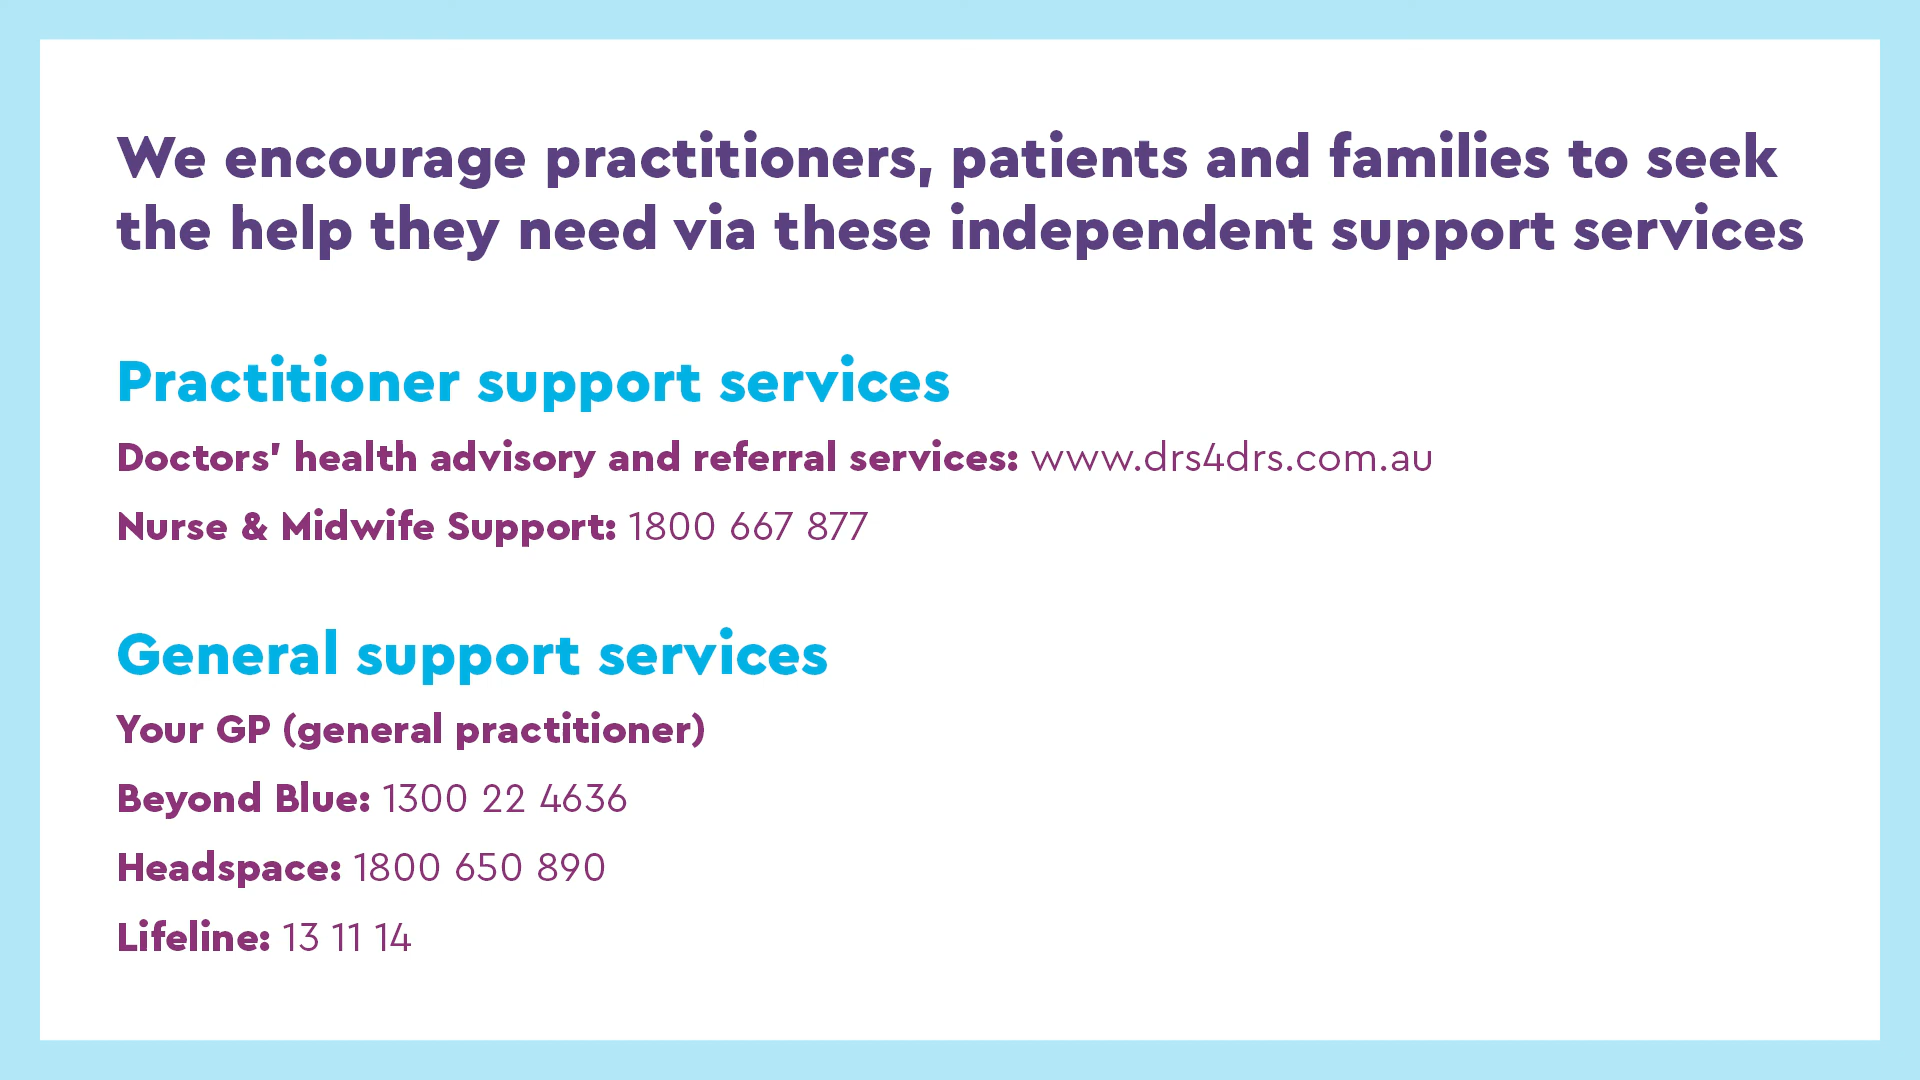 We encourage practitioners, patients and families to seek
the help they need via these independent support services
Practitioner support services
Doctors’ health advisory and referral services: www.drs4drs.com.au
Nurse & Midwife Support: 1800 667 877
General support services
Your GP (general practitioner)
Beyond Blue: 1300 22 4636
Headspace: 1800 650 890
Lifeline: 13 11 14